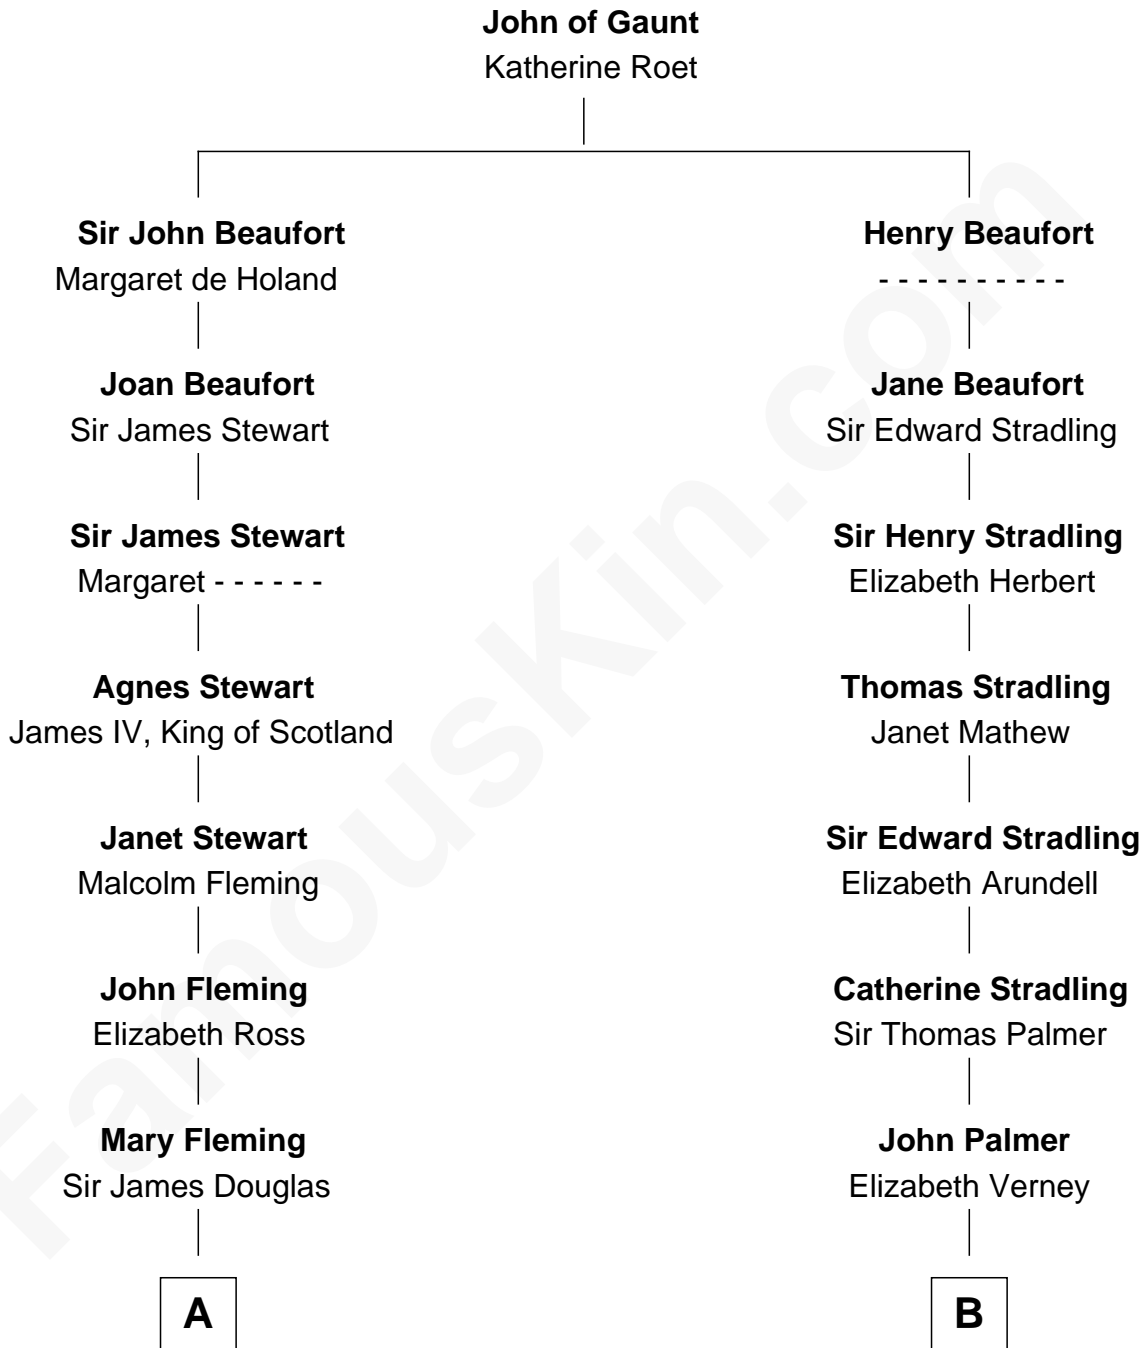 John of Gaunt
Katherine Roet
Sir John Beaufort
Margaret de Holand
Joan Beaufort
Sir James Stewart
Sir James Stewart
Margaret - - - - - -
Agnes Stewart
James IV, King of Scotland
Janet Stewart
Malcolm Fleming
John Fleming
Elizabeth Ross
Mary Fleming
Sir James Douglas
A
Henry Beaufort
- - - - - - - - - -
Jane Beaufort
Sir Edward Stradling
Sir Henry Stradling
Elizabeth Herbert
Thomas Stradling
Janet Mathew
Sir Edward Stradling
Elizabeth Arundell
Catherine Stradling
Sir Thomas Palmer
John Palmer
Elizabeth Verney
B
FamousKin.com